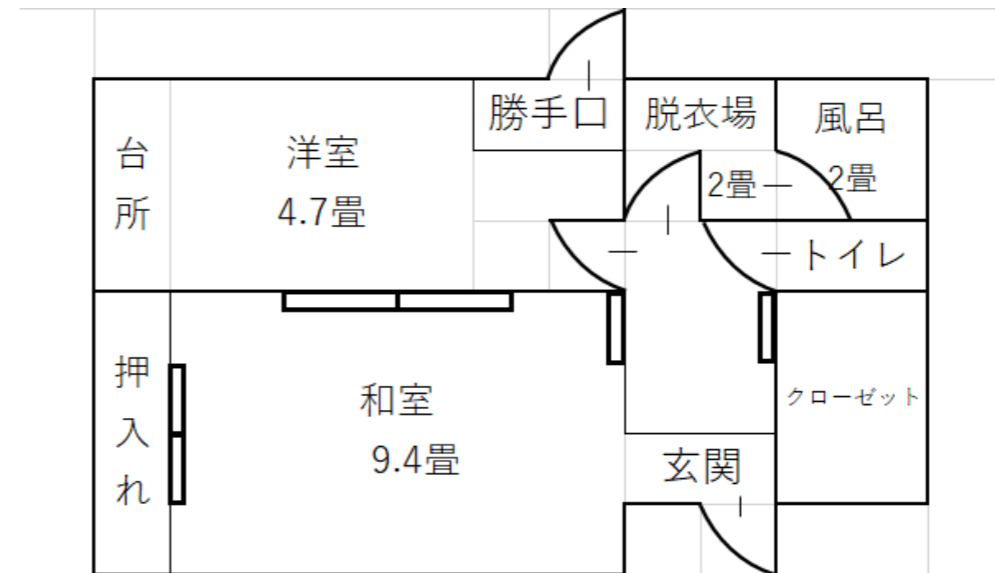 台所
洋室
4.7畳
勝手口
脱衣場
2畳
風呂
2畳
トイレ
押入れ
和室
9.4畳
クローゼット
玄関